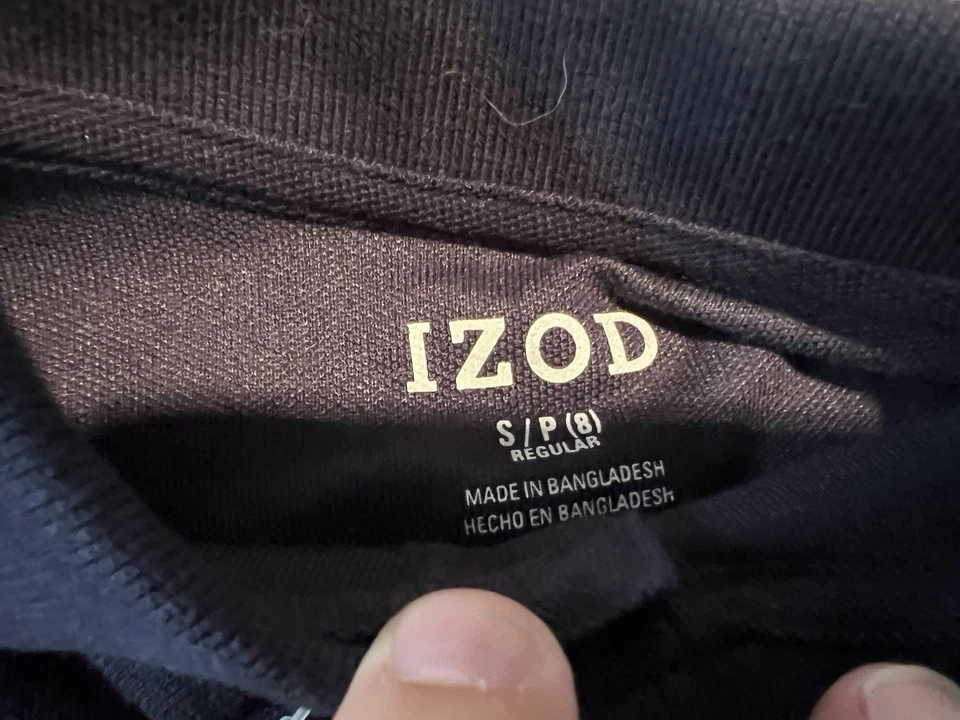 IZOD
S/P (8)
REGULAR
MADE IN BANGLADESH
HECHO EN BANGLADESH